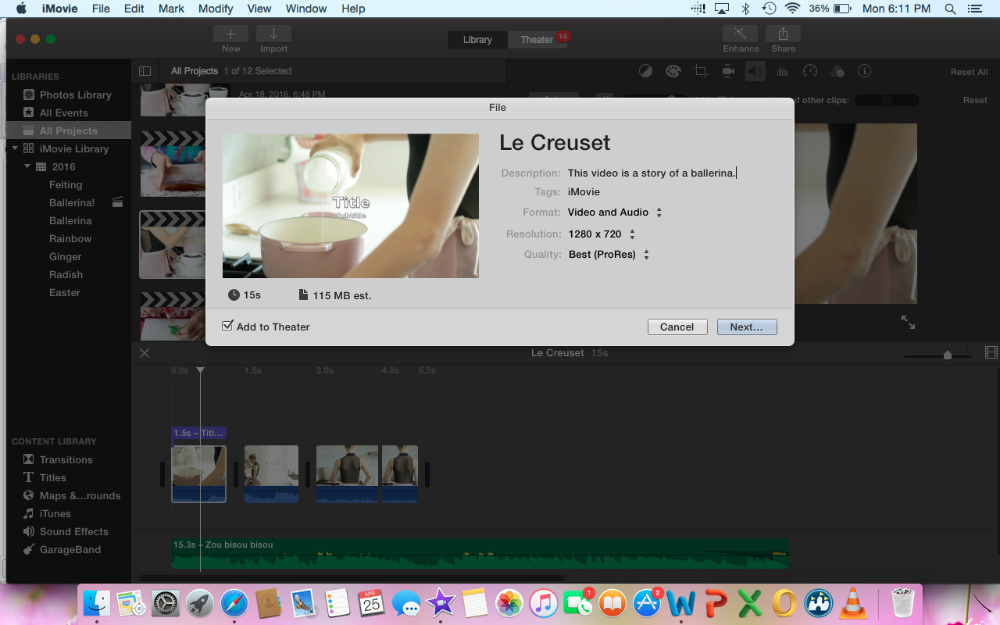 iMovie File Edit Mark Modify View Window Help 36% Mon 6:11 PM
Library Theater 16
New Import Enhance Share
LIBRARIES All Projects 1 of 12 Selected Reset All
Photos Library Apr 18, 2016, 6:48 PM of other clips: Reset
All Events
All Projects
iMovie Library
2016
Felting
Ballerina!
Ballerina
Rainbow
Ginger
Radish
Easter
File
Le Creuset
Description: This video is a story of a ballerina.
Tags: iMovie
Format: Video and Audio
Resolution: 1280 x 720
Quality: Best (ProRes)
Title
Subtitle
15s 115 MB est.
Add to Theater Cancel Next...
Le Creuset 15s
0.0s 1.5s 3.0s 4.8s 5.5s
1.5s – Titl...
CONTENT LIBRARY
Transitions
Titles
Maps &...rounds
iTunes
Sound Effects
GarageBand
15.3s – Zou bisou bisou
APR
25
1
2